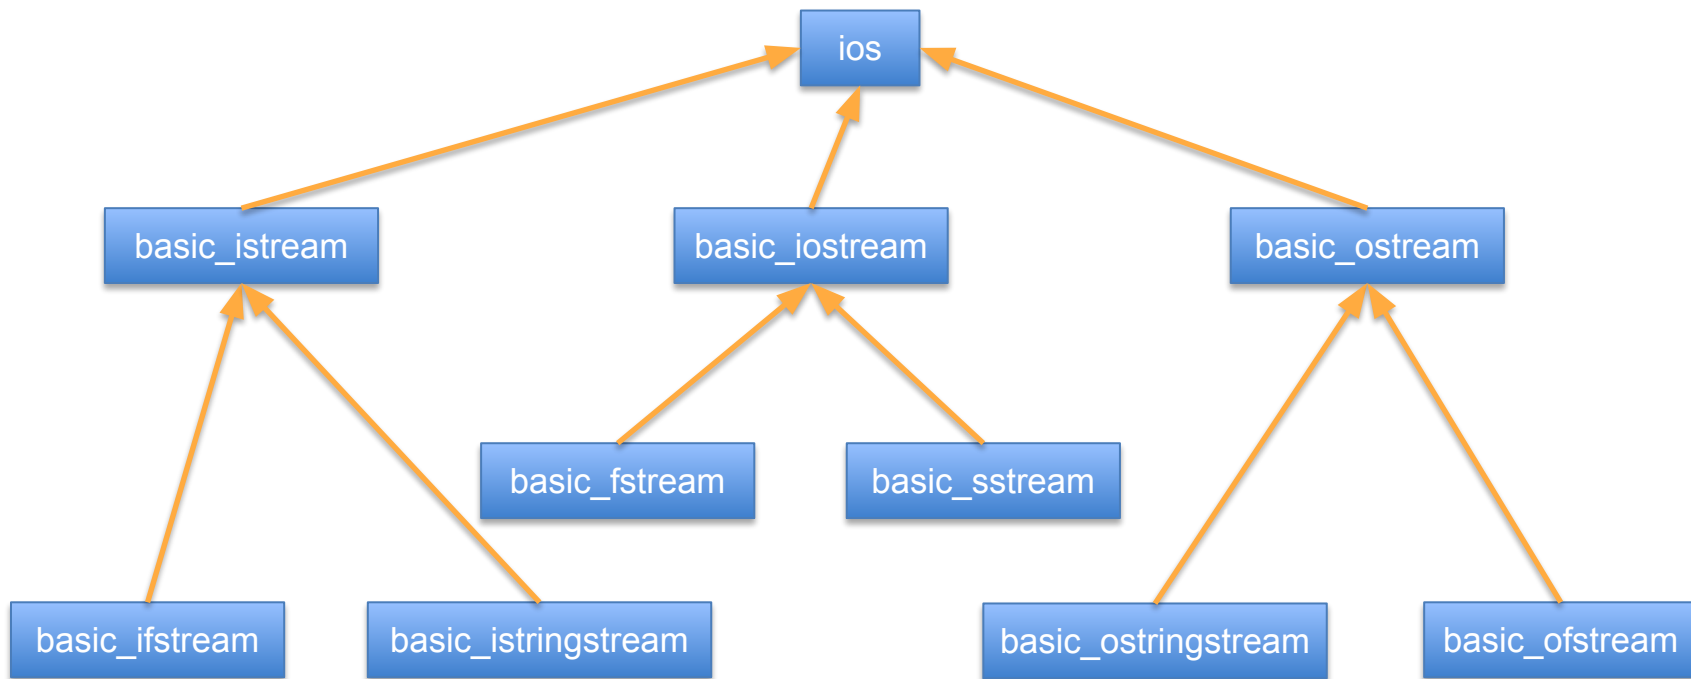 ios
basic_istream
basic_iostream
basic_ostream
basic_fstream
basic_sstream
basic_ifstream
basic_istringstream
basic_ostringstream
basic_ofstream